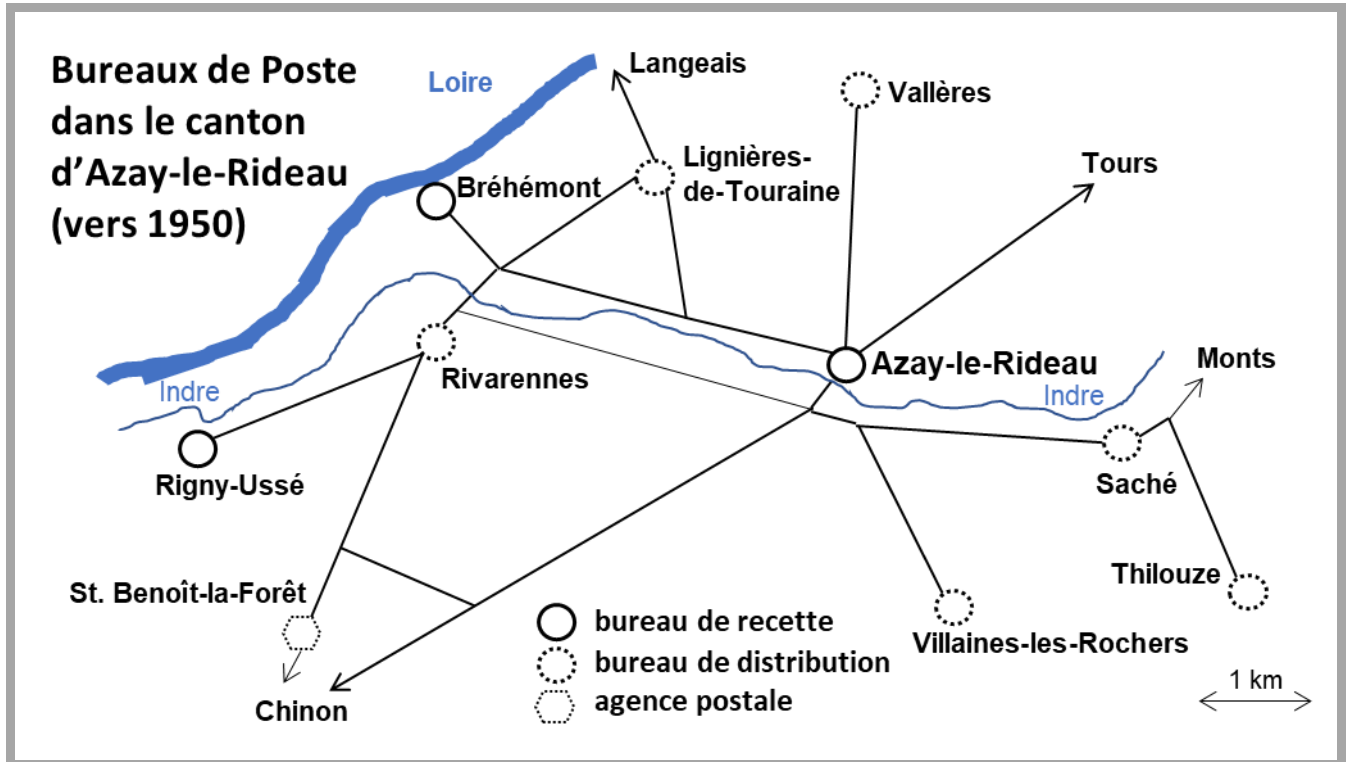 Bureaux de Poste
dans le canton
d’Azay-le-Rideau
(vers 1950)
Loire
Langeais
Vallères
Lignières-
de-Touraine
Tours
Bréhémont
Azay-le-Rideau
Monts
Rivarennes
Indre
Indre
Rigny-Ussé
Saché
St. Benoît-la-Forêt
Thilouze
Villaines-les-Rochers
Chinon
bureau de recette
bureau de distribution
agence postale
1 km